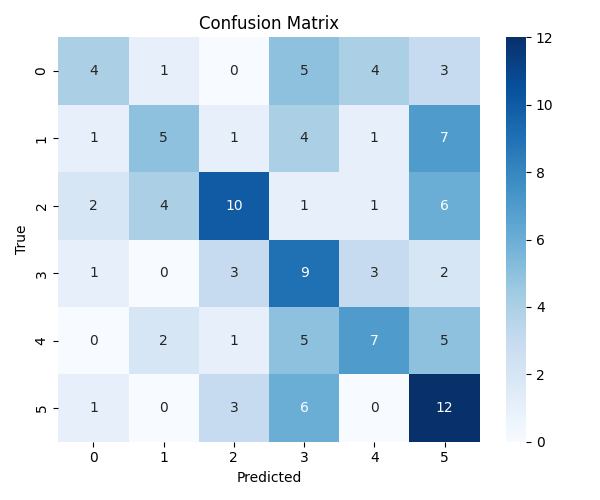 Confusion Matrix
0 4 1 0 5 4 3
1 1 5 1 4 1 7
2 2 4 10 1 1 6
3 1 0 3 9 3 2
4 0 2 1 5 7 5
5 1 0 3 6 0 12
0 1 2 3 4 5
True
Predicted
12
10
8
6
4
2
0